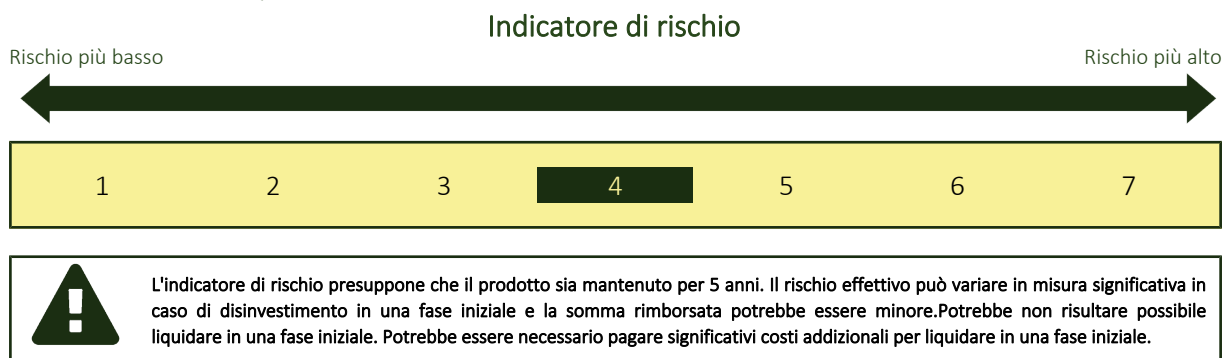 Indicatore di rischio
Rischio più basso
Rischio più alto
1 2 3 4 5 6 7
L'indicatore di rischio presuppone che il prodotto sia mantenuto per 5 anni. Il rischio effettivo può variare in misura significativa in
caso di disinvestimento in una fase iniziale e la somma rimborsata potrebbe essere minore.Potrebbe non risultare possibile
liquidare in una fase iniziale. Potrebbe essere necessario pagare significativi costi addizionali per liquidare in una fase iniziale.